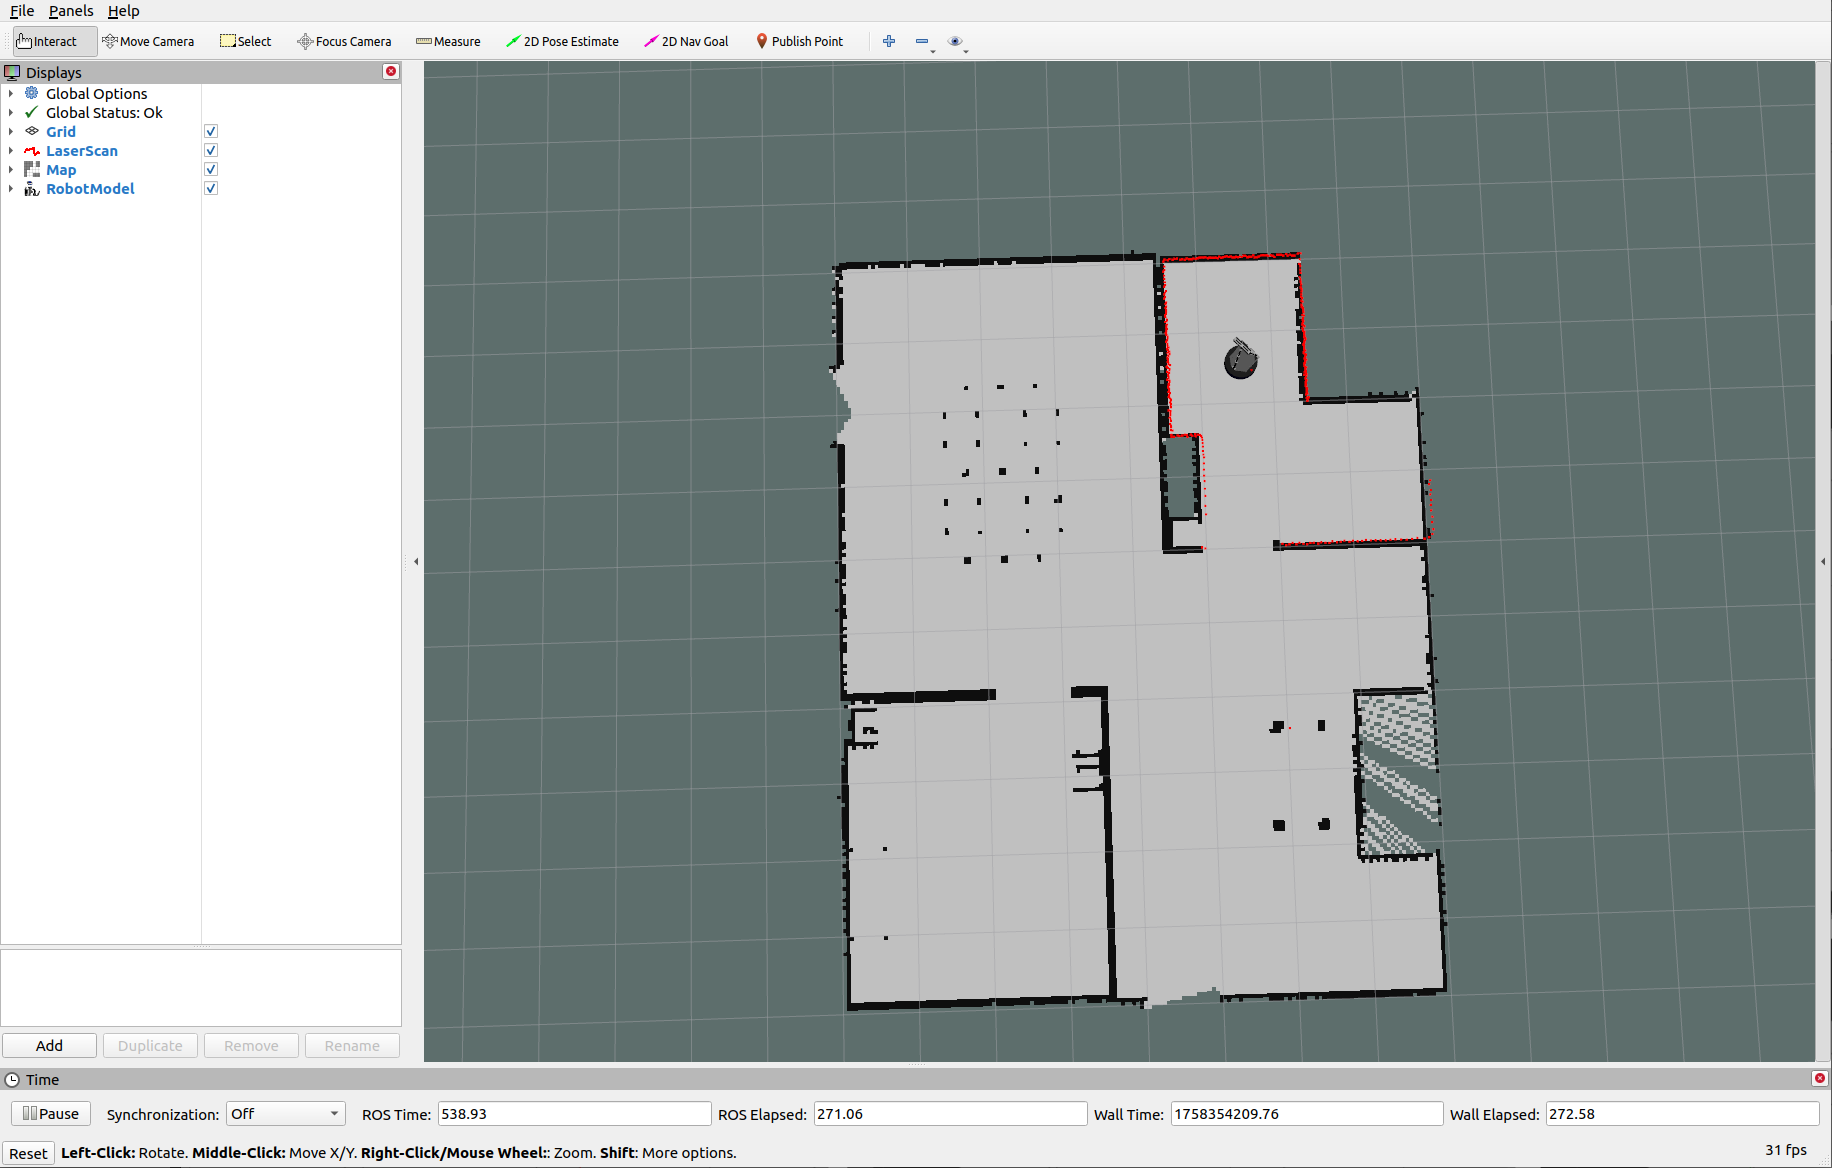 File Panels Help
Interact Move Camera Select Focus Camera Measure 2D Pose Estimate 2D Nav Goal Publish Point
Displays
Global Options
Global Status: Ok
Grid
LaserScan
Map
RobotModel
Add Duplicate Remove Rename
Time
Pause Synchronization: Off ROS Time: 538.93 ROS Elapsed: 271.06 Wall Time: 1758354209.76 Wall Elapsed: 272.58
Reset Left-Click: Rotate. Middle-Click: Move X/Y. Right-Click/Mouse Wheel:: Zoom. Shift: More options. 31 fps